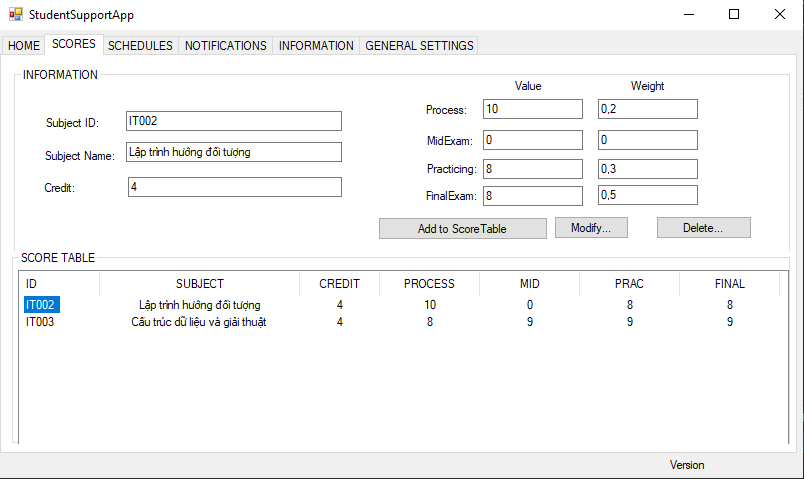 StudentSupportApp
HOME SCORES SCHEDULES NOTIFICATIONS INFORMATION GENERAL SETTINGS
INFORMATION
Value Weight
Subject ID: IT002
Subject Name: Lập trình hướng đối tượng
Credit: 4
Process: 10 0,2
MidExam: 0 0
Practicing: 8 0,3
FinalExam: 8 0,5
Add to ScoreTable Modify... Delete...
SCORE TABLE
ID SUBJECT CREDIT PROCESS MID PRAC FINAL
IT002 Lập trình hướng đối tượng 4 10 0 8 8
IT003 Cấu trúc dữ liệu và giải thuật 4 8 9 9 9
Version